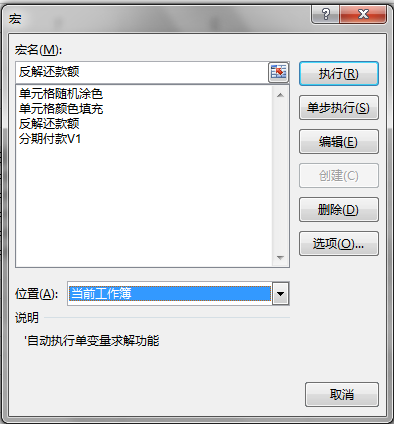 宏
宏名(M):
反解还款额
执行(R)
单元格随机涂色
单元格颜色填充
反解还款额
分期付款V1
单步执行(S)
编辑(E)
创建(C)
删除(D)
选项(O)...
位置(A):
当前工作簿
说明
'自动执行单变量求解功能
取消